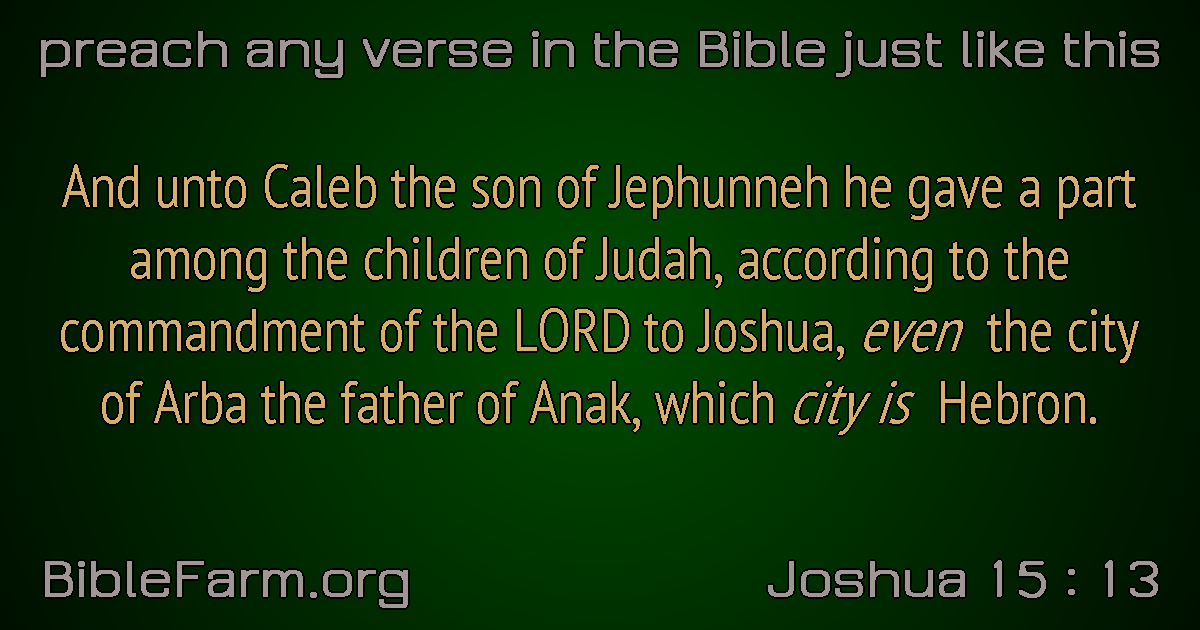 preach any verse in the Bible just like this
And unto Caleb the son of Jephunneh he gave a part
among the children of Judah, according to the
commandment of the LORD to Joshua, even the city
of Arba the father of Anak, which city is Hebron.
BibleFarm.org
Joshua 15 : 13